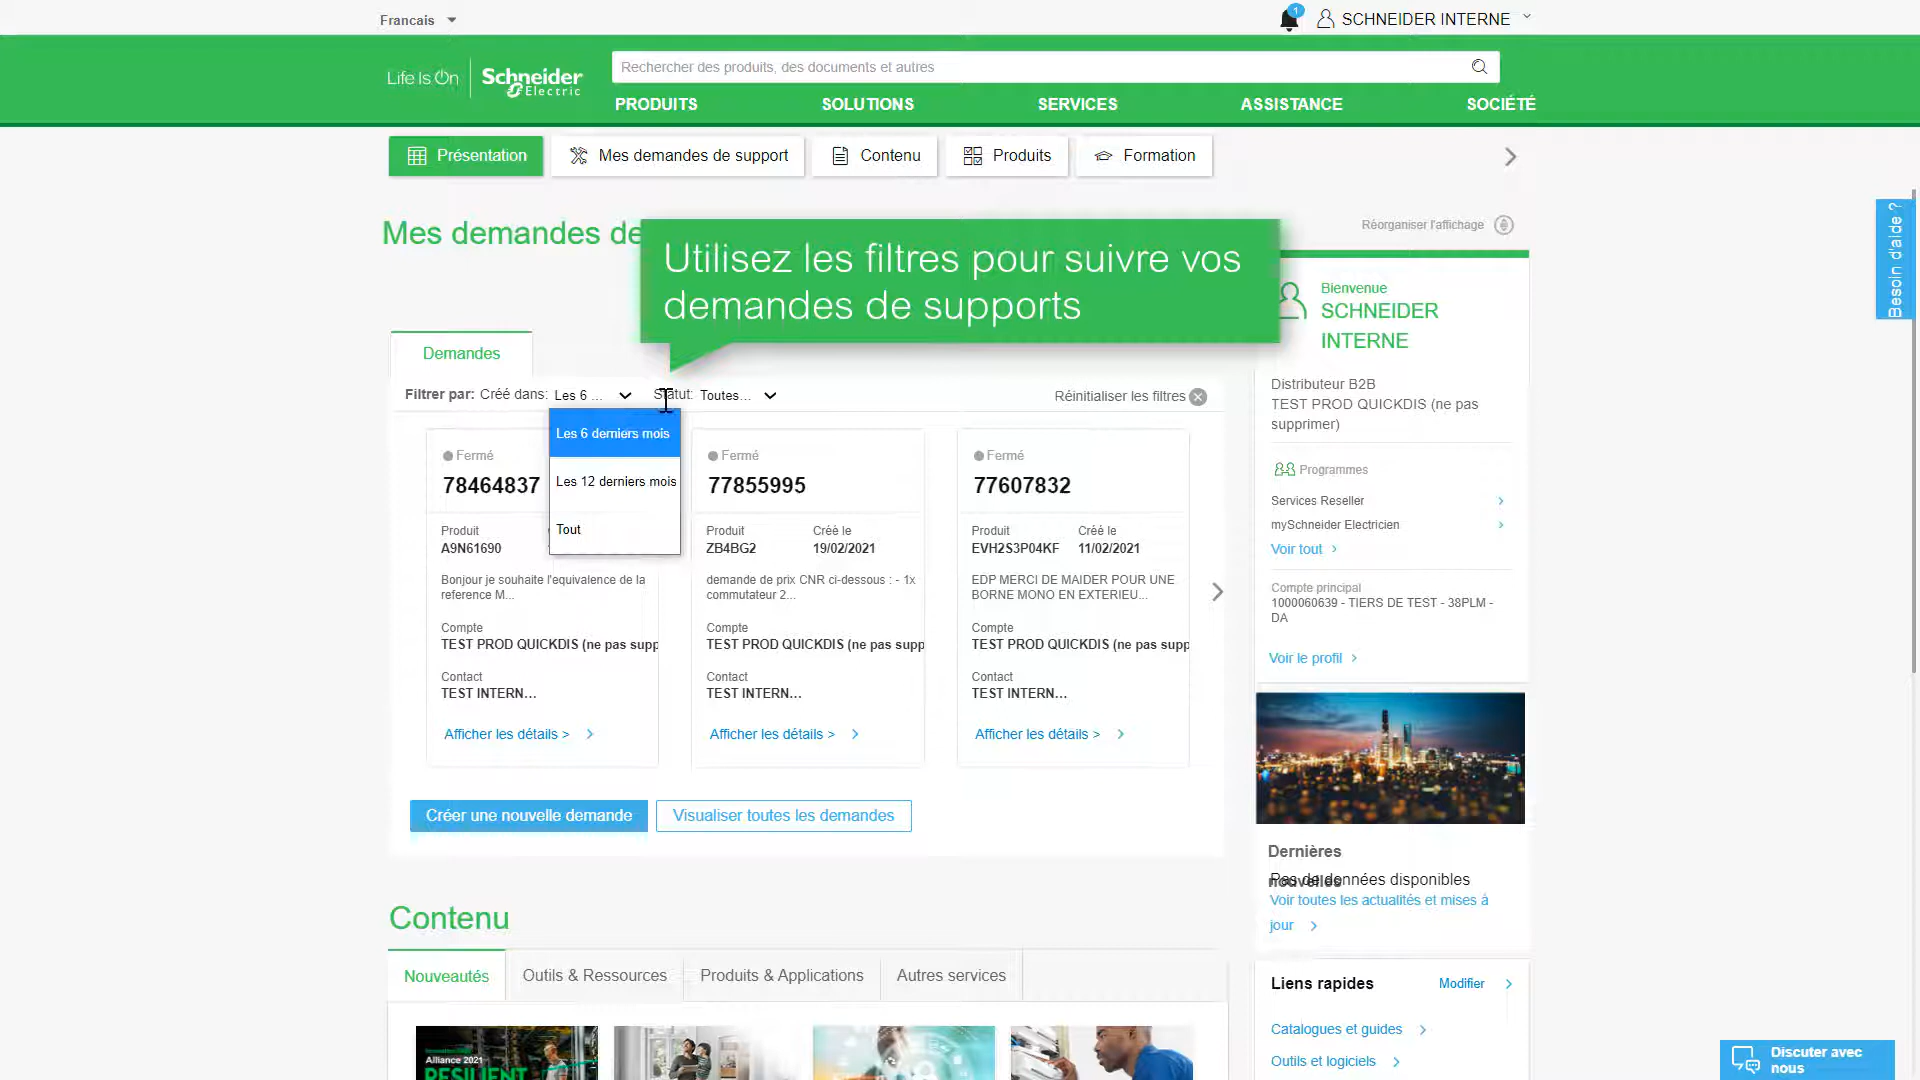 Francais
1
SCHNEIDER INTERNE
Life Is On
Schneider
Electric
Rechercher des produits, des documents et autres
PRODUITS
SOLUTIONS
SERVICES
ASSISTANCE
SOCIÉTÉ
Présentation
Mes demandes de support
Contenu
Produits
Formation
Mes demandes de
Utilisez les filtres pour suivre vos
demandes de supports
Réorganiser l'affichage
Besoin d'aide ?
Bienvenue
SCHNEIDER
INTERNE
Demandes
Filtrer par: Créé dans: Les 6 ...
Statut: Toutes...
Réinitialiser les filtres
Les 6 derniers mois
Les 12 derniers mois
Tout
Fermé
78464837
Produit
A9N61690
Bonjour je souhaite l'equivalence de la
reference M...
Compte
TEST PROD QUICKDIS (ne pas supp
Contact
TEST INTERN...
Afficher les détails >
Fermé
77855995
Produit
Créé le
ZB4BG2
19/02/2021
demande de prix CNR ci-dessous : - 1x
commutateur 2...
Compte
TEST PROD QUICKDIS (ne pas supp
Contact
TEST INTERN...
Afficher les détails >
Fermé
77607832
Produit
Créé le
EVH2S3P04KF
11/02/2021
EDP MERCI DE MAIDER POUR UNE
BORNE MONO EN EXTERIEU...
Compte
TEST PROD QUICKDIS (ne pas supp
Contact
TEST INTERN...
Afficher les détails >
Créer une nouvelle demande
Visualiser toutes les demandes
Distributeur B2B
TEST PROD QUICKDIS (ne pas
supprimer)
Programmes
Services Reseller
mySchneider Electricien
Voir tout
Compte principal
1000060639 - TIERS DE TEST - 38PLM -
DA
Voir le profil
Dernières
nouvelles
Pas de données disponibles
Voir toutes les actualités et mises à
jour
Contenu
Nouveautés
Outils & Ressources
Produits & Applications
Autres services
Alliance 2021
RESILIENT
Liens rapides
Modifier
Catalogues et guides
Outils et logiciels
Discuter avec
nous